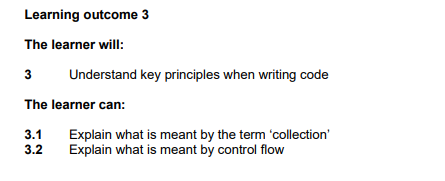 Learning outcome 3
The learner will:
3 Understand key principles when writing code
The learner can:
3.1 Explain what is meant by the term ‘collection’
3.2 Explain what is meant by control flow